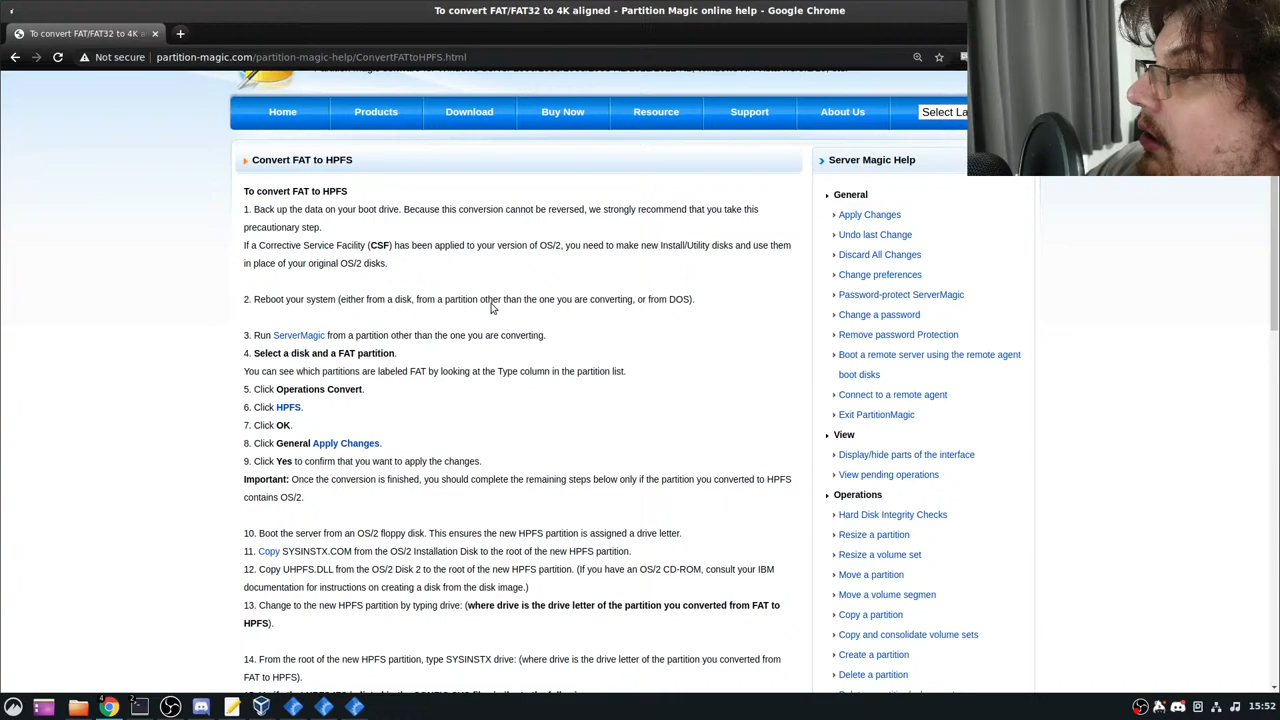 To convert FAT/FAT32 to 4K aligned - Partition Magic online help - Google Chrome
To convert FAT/FAT32 to 4K a
Not secure
partition-magic.com/partition-magic-help/ConvertFATtoHPFS.html
Home
Products
Download
Buy Now
Resource
Support
About Us
Select La
Convert FAT to HPFS
To convert FAT to HPFS
1. Back up the data on your boot drive. Because this conversion cannot be reversed, we strongly recommend that you take this
precautionary step.
If a Corrective Service Facility (CSF) has been applied to your version of OS/2, you need to make new Install/Utility disks and use them
in place of your original OS/2 disks.
2. Reboot your system (either from a disk, from a partition other than the one you are converting, or from DOS).
3. Run ServerMagic from a partition other than the one you are converting.
4. Select a disk and a FAT partition.
You can see which partitions are labeled FAT by looking at the Type column in the partition list.
5. Click Operations Convert.
6. Click HPFS.
7. Click OK.
8. Click General Apply Changes.
9. Click Yes to confirm that you want to apply the changes.
Important: Once the conversion is finished, you should complete the remaining steps below only if the partition you converted to HPFS
contains OS/2.
10. Boot the server from an OS/2 floppy disk. This ensures the new HPFS partition is assigned a drive letter.
11. Copy SYSINSTX.COM from the OS/2 Installation Disk to the root of the new HPFS partition.
12. Copy UHPFS.DLL from the OS/2 Disk 2 to the root of the new HPFS partition. (If you have an OS/2 CD-ROM, consult your IBM
documentation for instructions on creating a disk from the disk image.)
13. Change to the new HPFS partition by typing drive: (where drive is the drive letter of the partition you converted from FAT to
HPFS).
14. From the root of the new HPFS partition, type SYSINSTX drive: (where drive is the drive letter of the partition you converted from
FAT to HPFS).
Server Magic Help
General
Apply Changes
Undo last Change
Discard All Changes
Change preferences
Password-protect ServerMagic
Change a password
Remove password Protection
Boot a remote server using the remote agent
boot disks
Connect to a remote agent
Exit PartitionMagic
View
Display/hide parts of the interface
View pending operations
Operations
Hard Disk Integrity Checks
Resize a partition
Resize a volume set
Move a partition
Move a volume segmen
Copy a partition
Copy and consolidate volume sets
Create a partition
Delete a partition
4
2
15:52